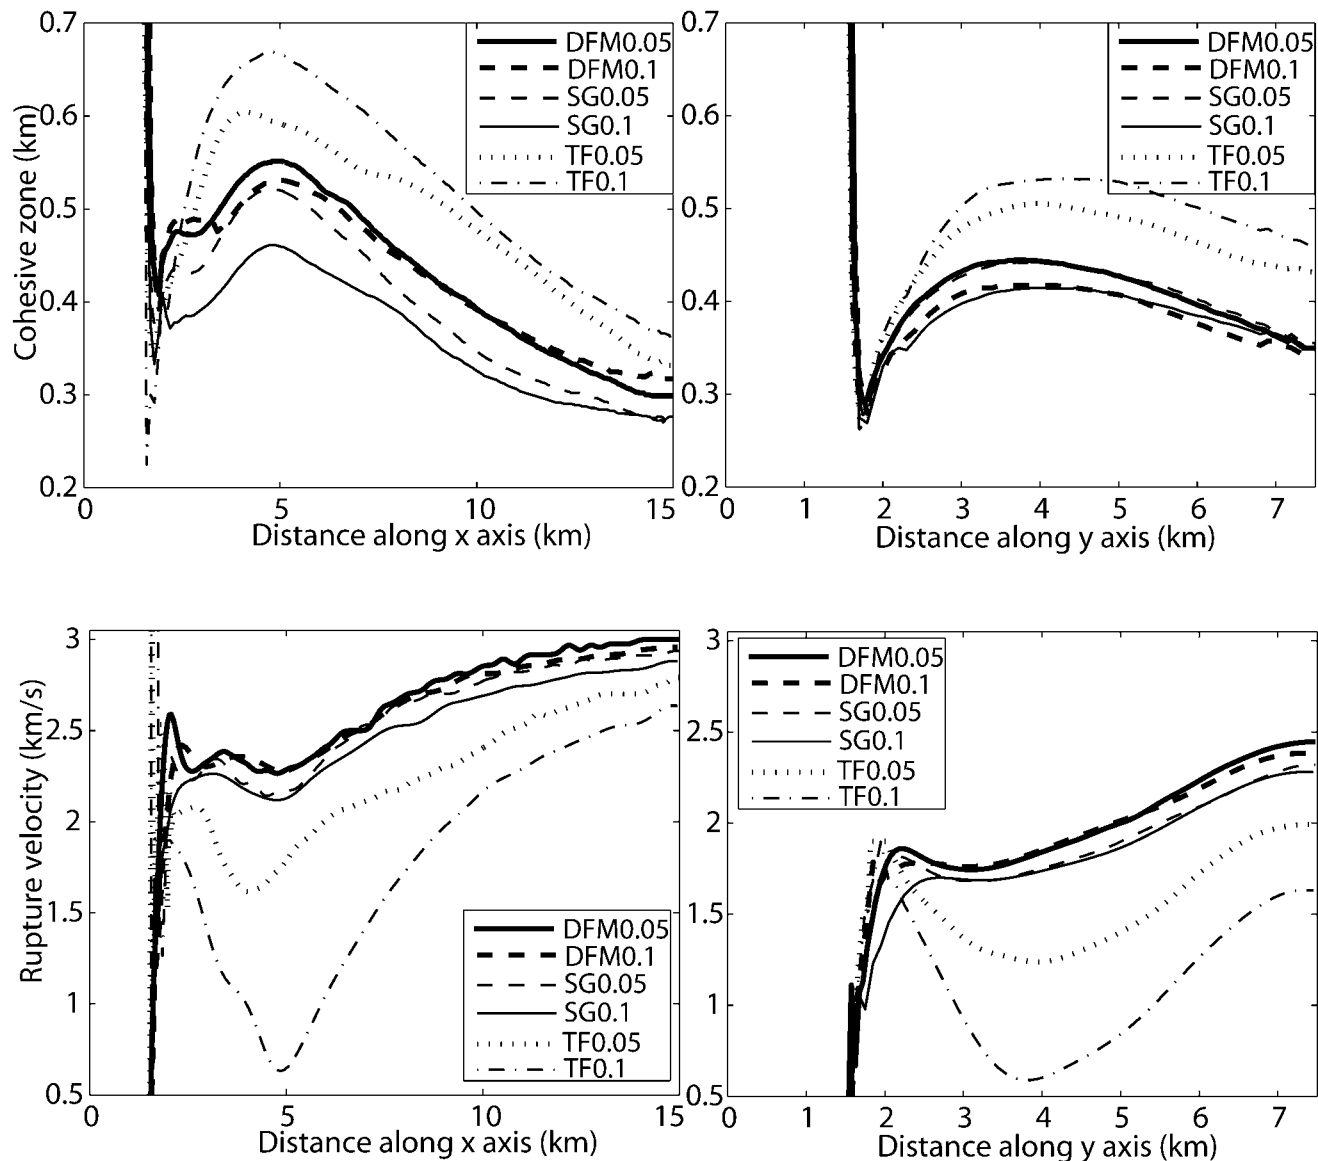 0.7
0.6
0.5
0.4
0.3
0.2
Cohesive zone (km)
0
5
10
15
Distance along x axis (km)
DFM0.05
DFM0.1
SG0.05
SG0.1
TF0.05
TF0.1
0.7
0.6
0.5
0.4
0.3
0.2
0
1
2
3
4
5
6
7
Distance along y axis (km)
DFM0.05
DFM0.1
SG0.05
SG0.1
TF0.05
TF0.1
3
2.5
2
1.5
1
0.5
Rupture velocity (km/s)
0
5
10
15
Distance along x axis (km)
DFM0.05
DFM0.1
SG0.05
SG0.1
TF0.05
TF0.1
3
2.5
2
1.5
1
0.5
0
1
2
3
4
5
6
7
Distance along y axis (km)
DFM0.05
DFM0.1
SG0.05
SG0.1
TF0.05
TF0.1